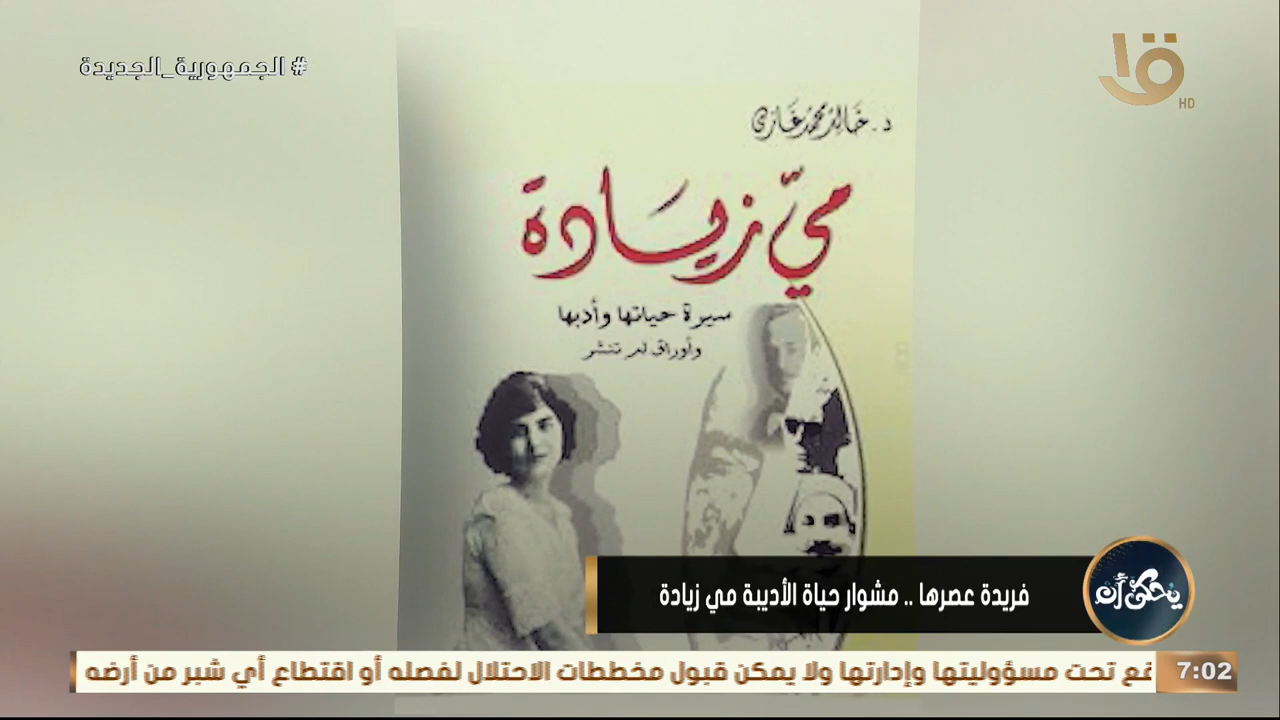 # الجمهورية_الجديدة
HD
د. خالد محمد غازي
ميّ زيادة
سيرة حياتها وأدبها
وأوراق لم تنشر
يحكى أن
فريدة عصرها .. مشوار حياة الأديبة مي زيادة
7:02
تحت مسؤوليتها وإدارتها ولا يمكن قبول مخططات الاحتلال لفصله أو اقتطاع أي شبر من أرضه